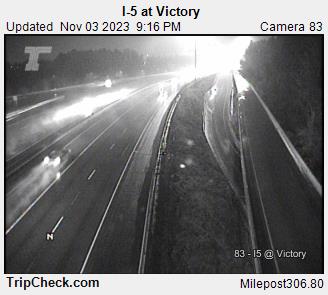 I-5 at Victory
Updated Nov 03 2023 9:16 PM Camera 83
T
N
83 - I5 @ Victory
TripCheck.com Milepost306.80